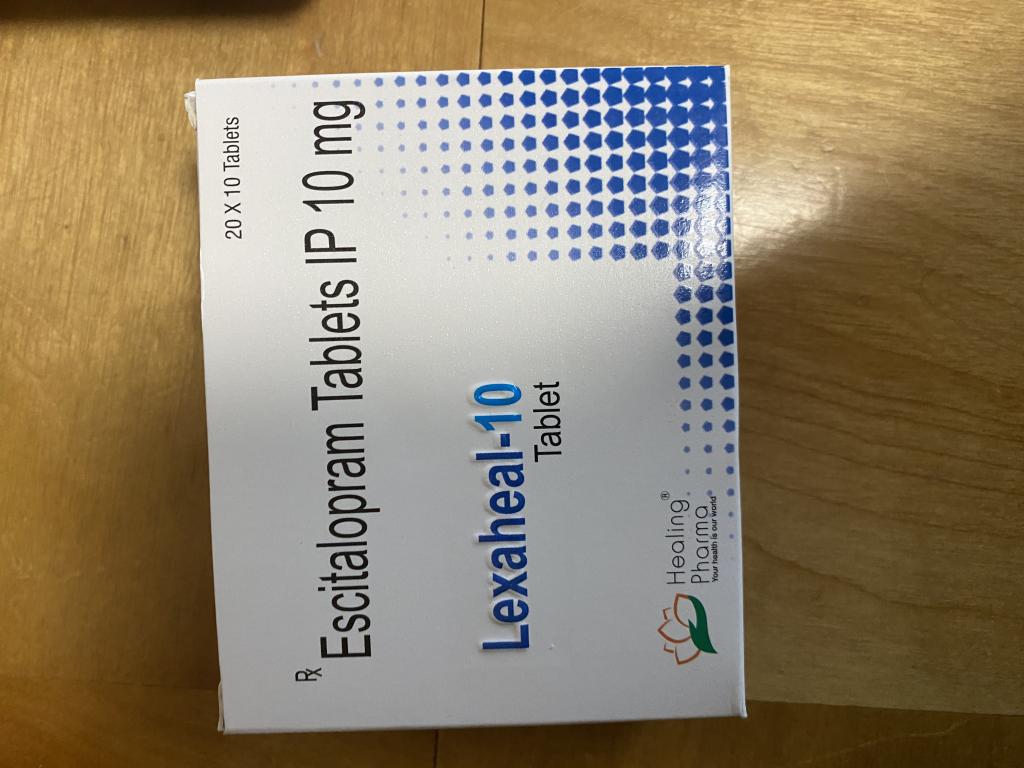 20 X 10 Tablets
Rx
Escitalopram Tablets IP 10 mg
Lexaheal-10
Tablet
Healing®
Pharma
Your health is our world